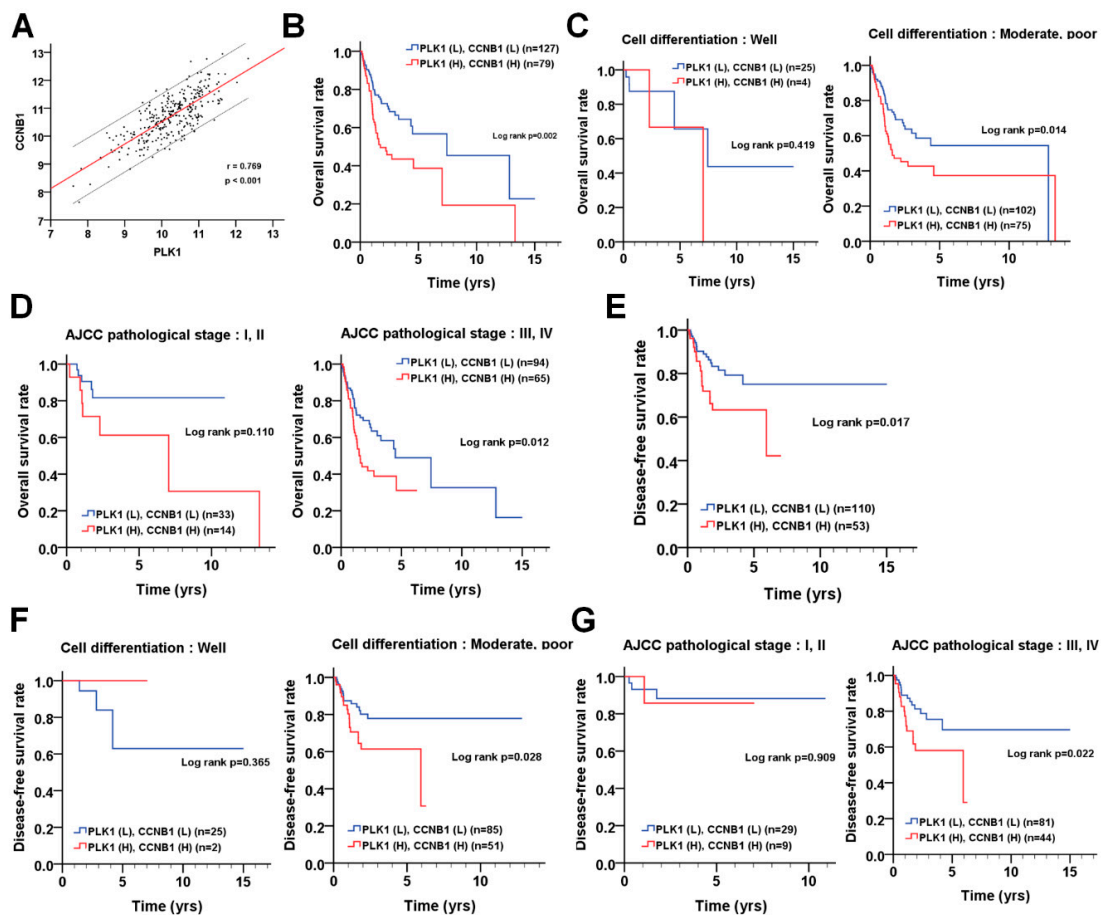 A
CCNB1
13
12
11
10
9
8
7
r = 0.769
p < 0.001
7 8 9 10 11 12 13
PLK1
B
Overall survival rate
1.0
0.8
0.6
0.4
0.2
0.0
PLK1 (L), CCNB1 (L) (n=127)
PLK1 (H), CCNB1 (H) (n=79)
Log rank p=0.002
0 5 10 15
Time (yrs)
C
Cell differentiation : Well
Overall survival rate
1.0
0.8
0.6
0.4
0.2
0.0
PLK1 (L), CCNB1 (L) (n=25)
PLK1 (H), CCNB1 (H) (n=4)
Log rank p=0.419
0 5 10 15
Time (yrs)
Cell differentiation : Moderate, poor
Overall survival rate
1.0
0.8
0.6
0.4
0.2
0.0
Log rank p=0.014
PLK1 (L), CCNB1 (L) (n=102)
PLK1 (H), CCNB1 (H) (n=75)
0 5 10
Time (yrs)
D
AJCC pathological stage : I, II
Overall survival rate
1.0
0.8
0.6
0.4
0.2
0.0
Log rank p=0.110
PLK1 (L), CCNB1 (L) (n=33)
PLK1 (H), CCNB1 (H) (n=14)
0 5 10
Time (yrs)
AJCC pathological stage : III, IV
Overall survival rate
1.0
0.8
0.6
0.4
0.2
0.0
PLK1 (L), CCNB1 (L) (n=94)
PLK1 (H), CCNB1 (H) (n=65)
Log rank p=0.012
0 5 10 15
Time (yrs)
E
Disease-free survival rate
1.0
0.8
0.6
0.4
0.2
0.0
Log rank p=0.017
PLK1 (L), CCNB1 (L) (n=110)
PLK1 (H), CCNB1 (H) (n=53)
0 5 10 15
Time (yrs)
F
Cell differentiation : Well
Disease-free survival rate
1.0
0.8
0.6
0.4
0.2
0.0
Log rank p=0.365
PLK1 (L), CCNB1 (L) (n=25)
PLK1 (H), CCNB1 (H) (n=2)
0 5 10 15
Time (yrs)
Cell differentiation : Moderate, poor
Disease-free survival rate
1.0
0.8
0.6
0.4
0.2
0.0
Log rank p=0.028
PLK1 (L), CCNB1 (L) (n=85)
PLK1 (H), CCNB1 (H) (n=51)
0 5 10
Time (yrs)
G
AJCC pathological stage : I, II
Disease-free survival rate
1.0
0.8
0.6
0.4
0.2
0.0
Log rank p=0.909
PLK1 (L), CCNB1 (L) (n=29)
PLK1 (H), CCNB1 (H) (n=9)
0 5 10
Time (yrs)
AJCC pathological stage : III, IV
Disease-free survival rate
1.0
0.8
0.6
0.4
0.2
0.0
Log rank p=0.022
PLK1 (L), CCNB1 (L) (n=81)
PLK1 (H), CCNB1 (H) (n=44)
0 5 10 15
Time (yrs)